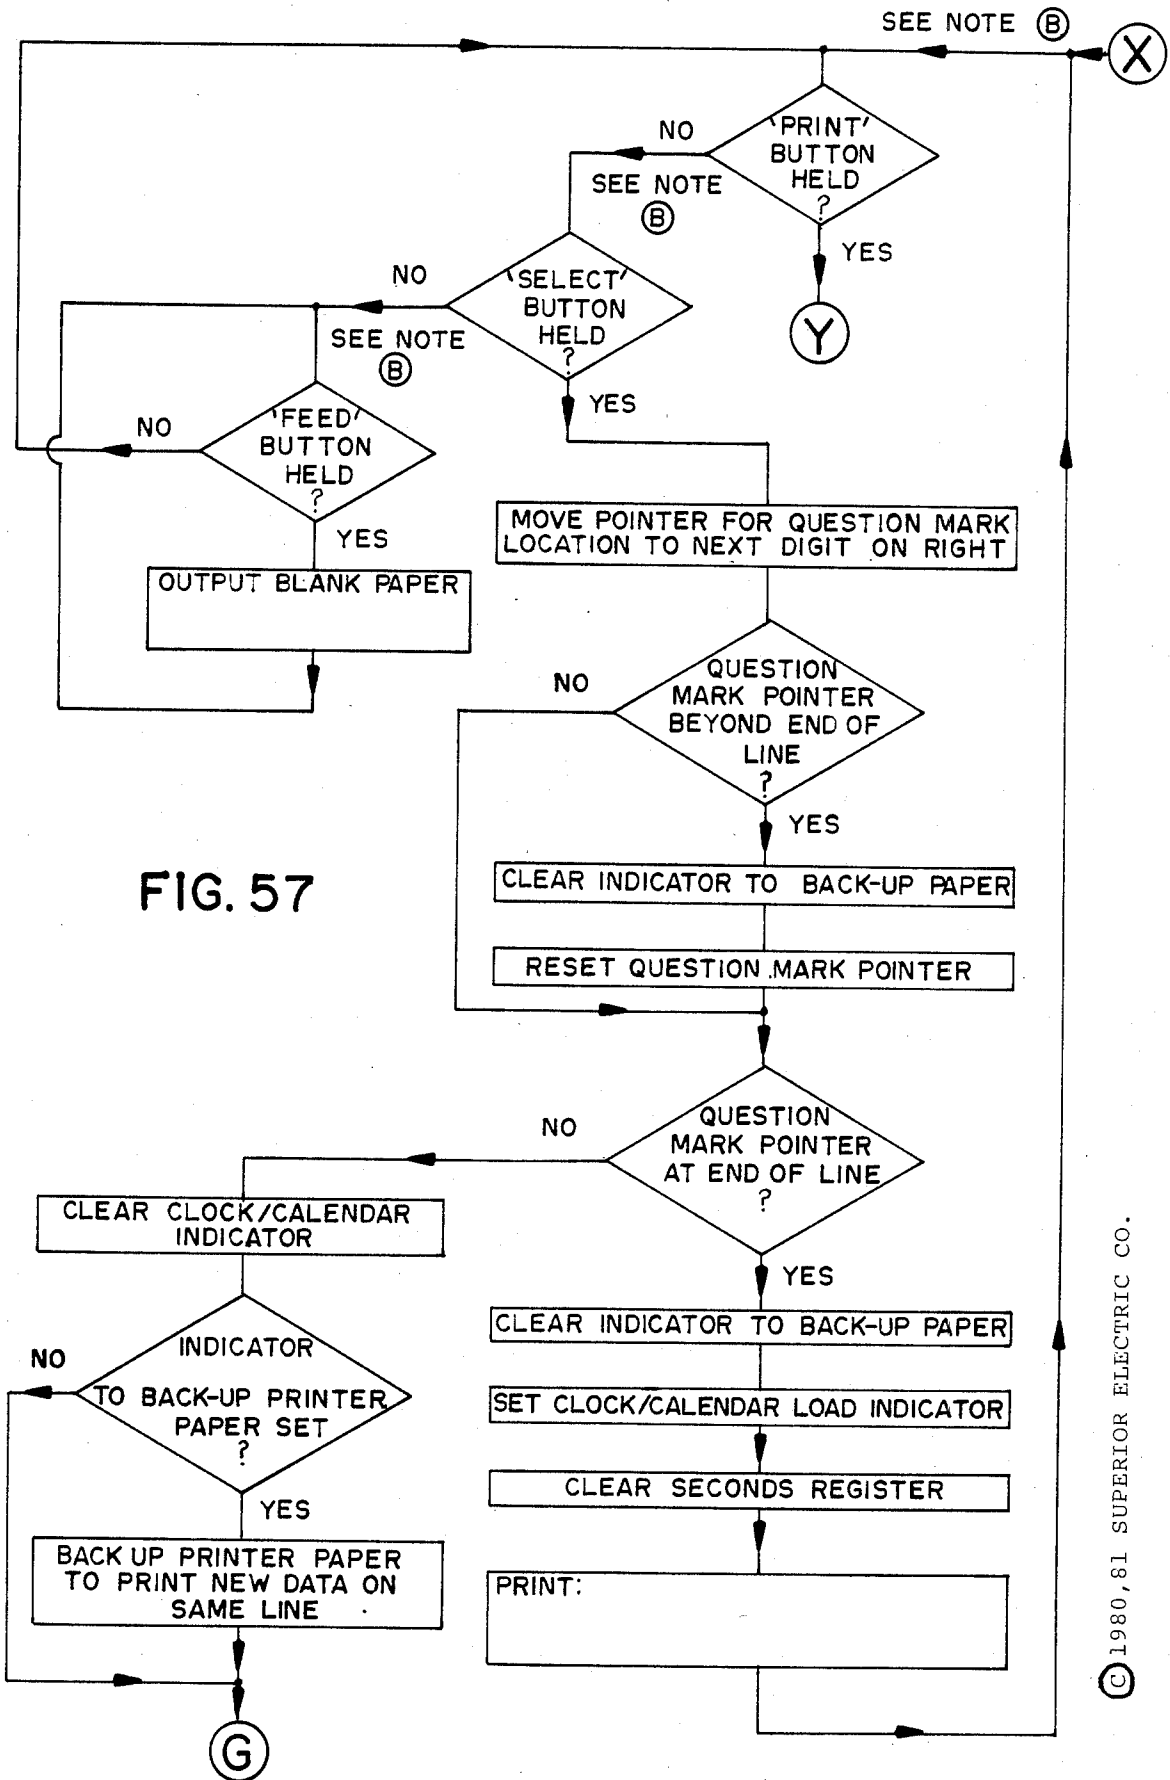 SEE NOTE B
X
'PRINT'
BUTTON
HELD
?
NO
SEE NOTE
B
YES
Y
'SELECT'
BUTTON
HELD
?
NO
SEE NOTE
B
YES
'FEED'
BUTTON
HELD
?
NO
YES
OUTPUT BLANK PAPER
MOVE POINTER FOR QUESTION MARK
LOCATION TO NEXT DIGIT ON RIGHT
QUESTION
MARK POINTER
BEYOND END OF
LINE
?
NO
YES
FIG. 57
CLEAR INDICATOR TO BACK-UP PAPER
RESET QUESTION MARK POINTER
QUESTION
MARK POINTER
AT END OF LINE
?
NO
YES
CLEAR CLOCK/CALENDAR
INDICATOR
INDICATOR
TO BACK-UP PRINTER
PAPER SET
?
NO
YES
BACK UP PRINTER PAPER
TO PRINT NEW DATA ON
SAME LINE
G
CLEAR INDICATOR TO BACK-UP PAPER
SET CLOCK/CALENDAR LOAD INDICATOR
CLEAR SECONDS REGISTER
PRINT:
© 1980,81 SUPERIOR ELECTRIC CO.